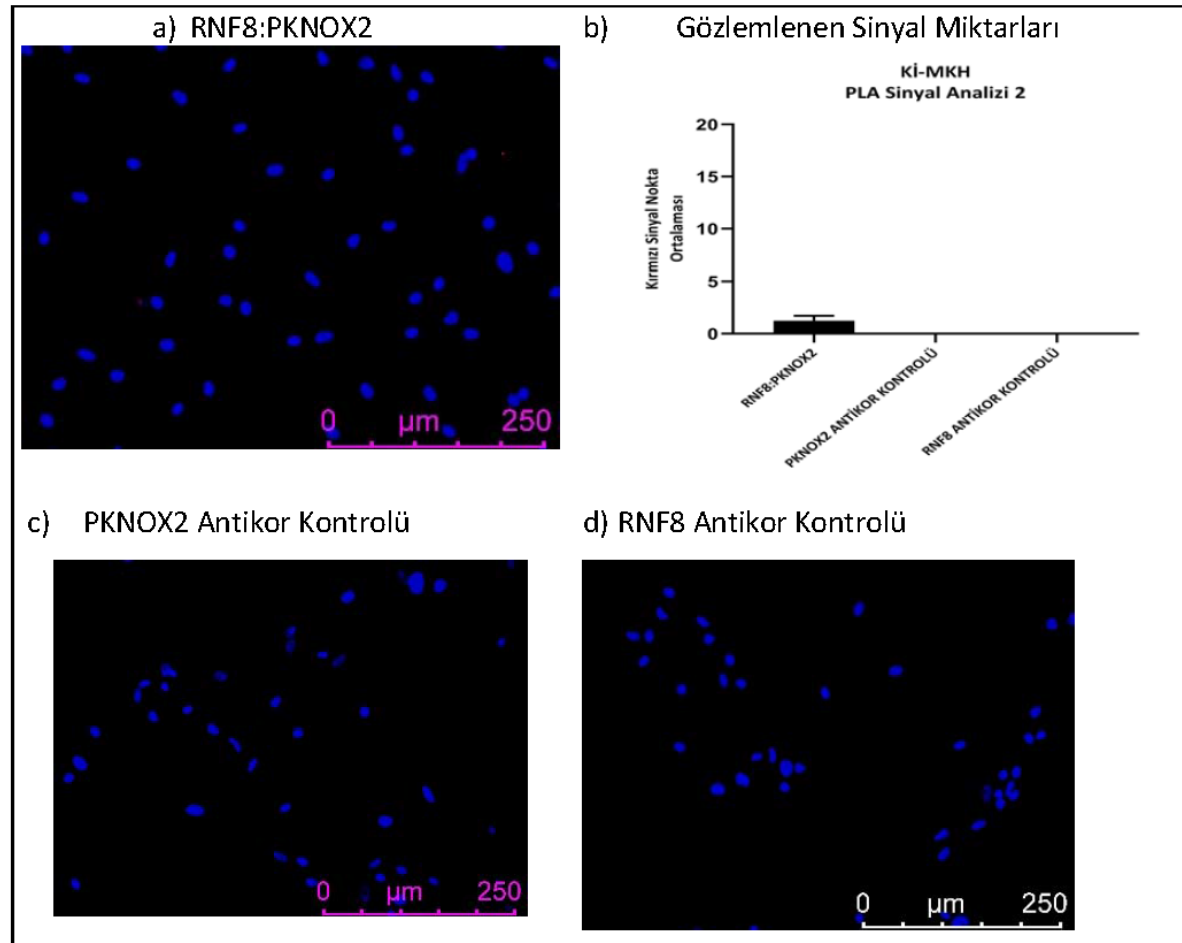 a) RNF8:PKNOX2
b) Gözlemlenen Sinyal Miktarları
Kİ-MKH
PLA Sinyal Analizi 2
Kırmızı Sinyal Nokta
Ortalaması
20
15
10
5
0
RNF8:PKNOX2
PKNOX2 ANTİKOR KONTROLÜ
RNF8 ANTİKOR KONTROLÜ
0 µm 250
c) PKNOX2 Antikor Kontrolü
d) RNF8 Antikor Kontrolü
0 µm 250
0 µm 250